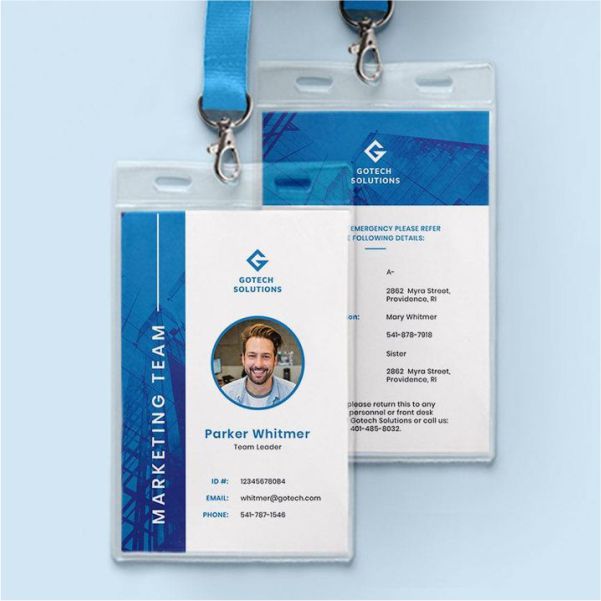 GOTECH
SOLUTIONS
MARKETING TEAM
Parker Whitmer
Team Leader
ID #: 12345678084
EMAIL: whitmer@gotech.com
PHONE: 541-787-1546
GOTECH
SOLUTIONS
EMERGENCY PLEASE REFER
FOLLOWING DETAILS:
A-
2862 Myra Street,
Providence, RI
Mary Whitmer
541-878-7918
Sister
2862 Myra Street,
Providence, RI
please return this to any
personnel or front desk
Gotech Solutions or call us:
401-485-8032.